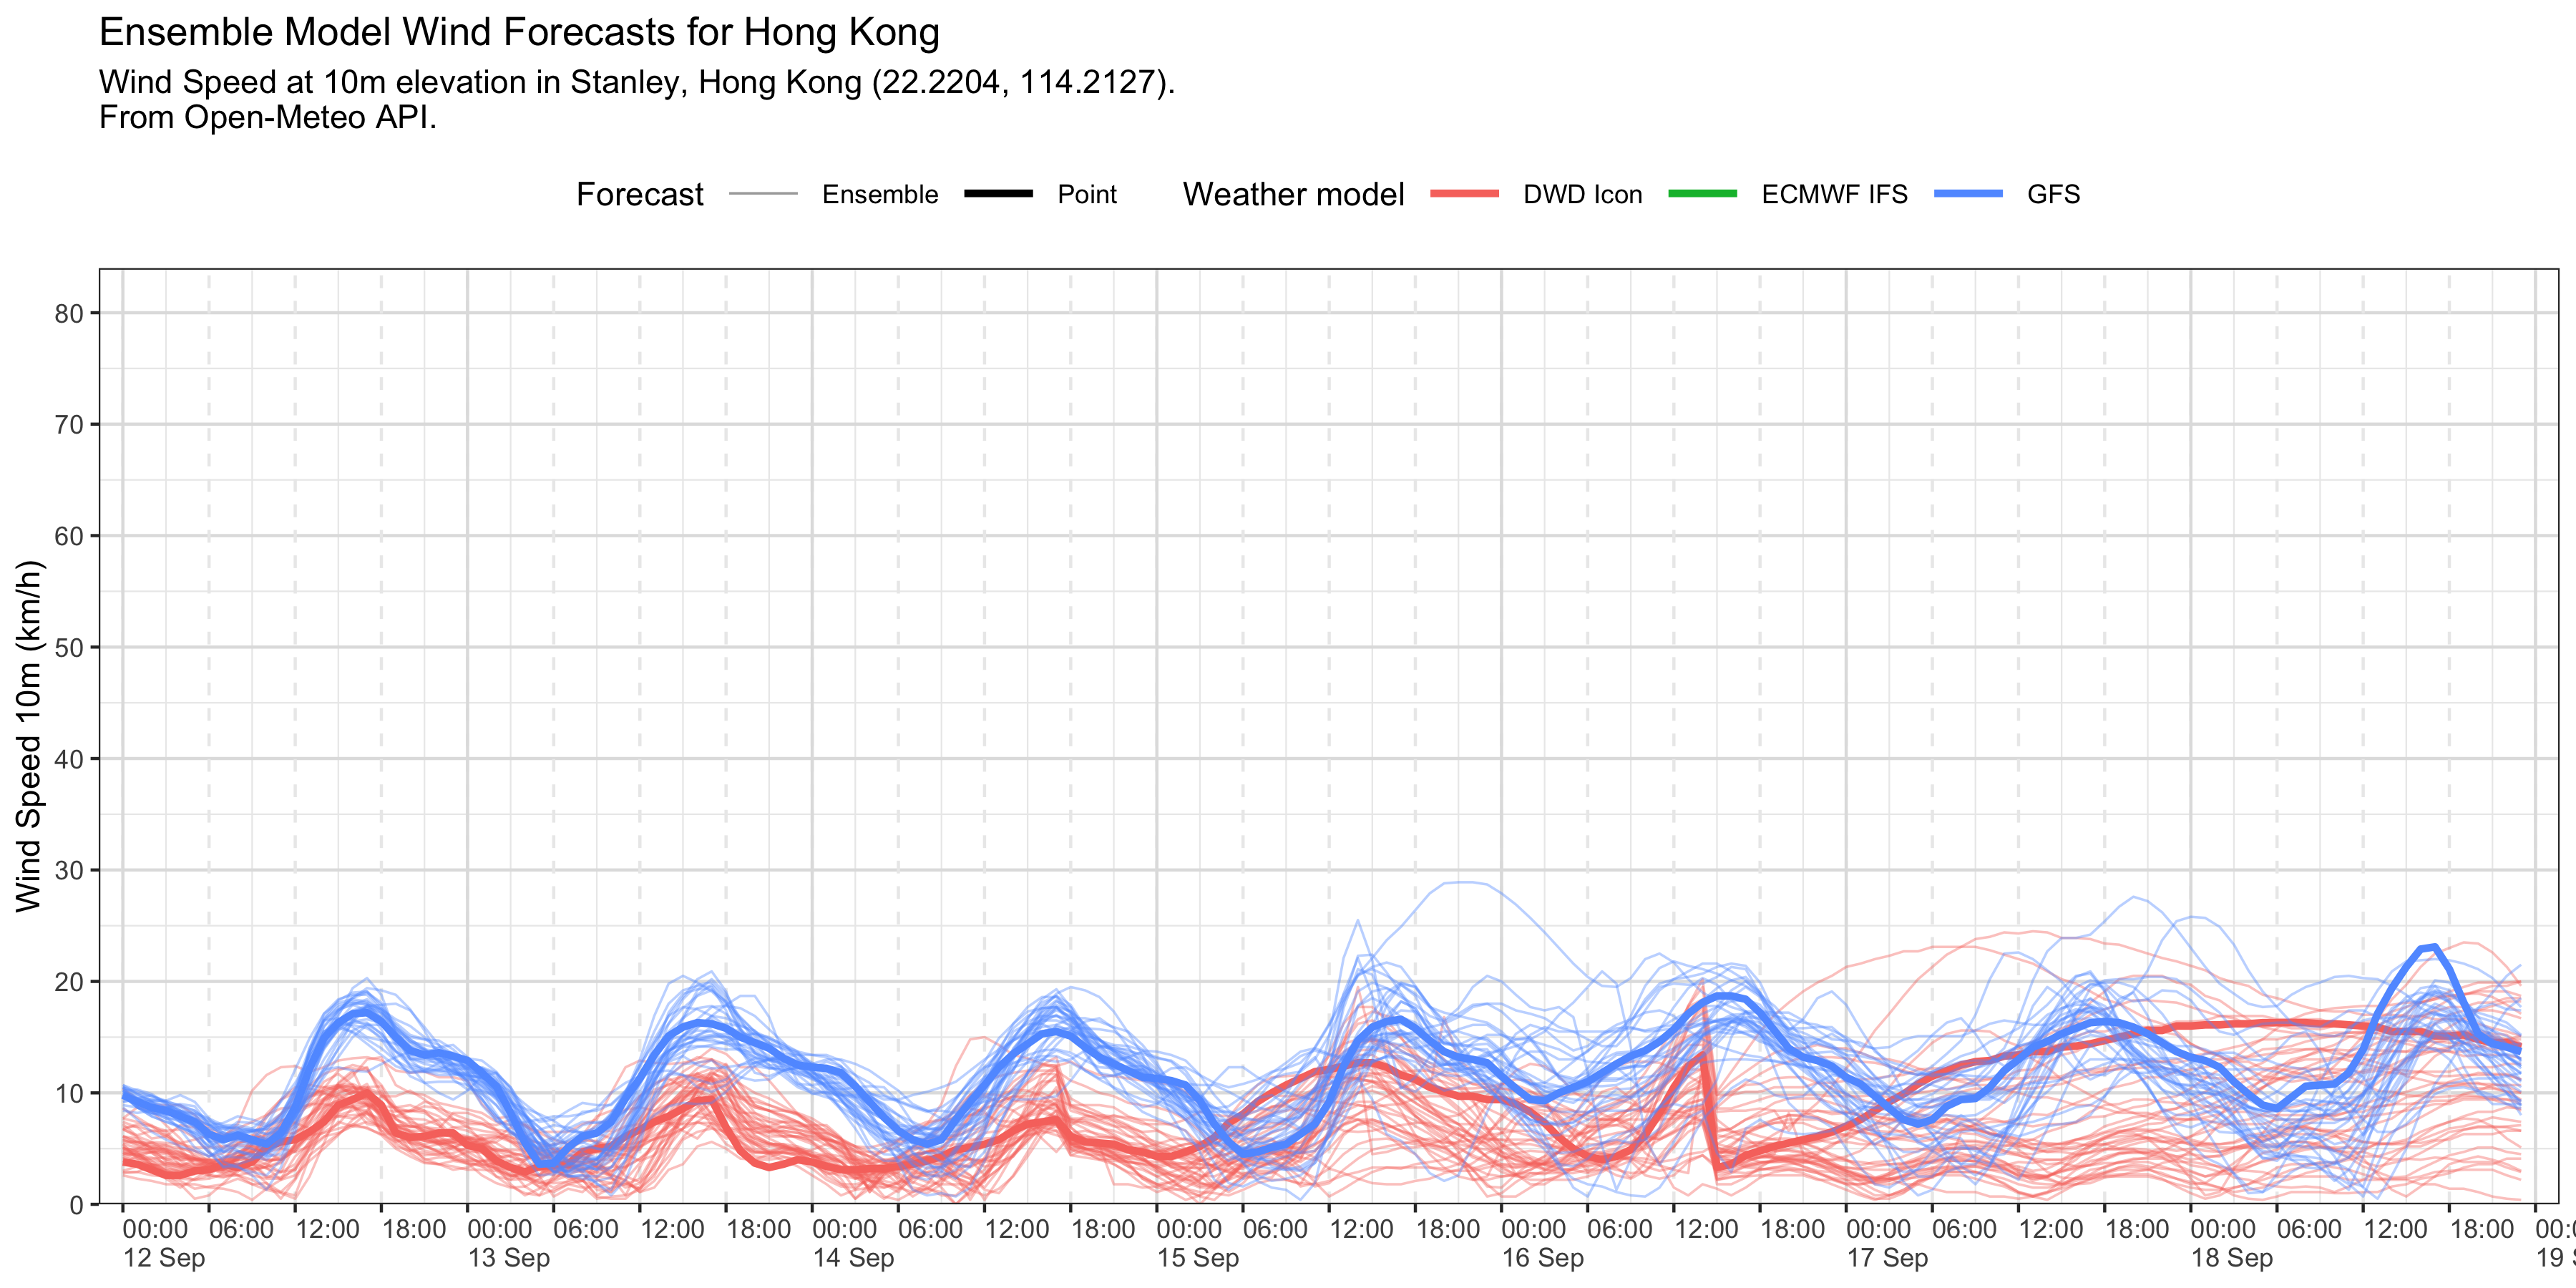 Ensemble Model Wind Forecasts for Hong Kong
Wind Speed at 10m elevation in Stanley, Hong Kong (22.2204, 114.2127).
From Open-Meteo API.
Forecast Ensemble Point Weather model DWD Icon ECMWF IFS GFS
Wind Speed 10m (km/h)
80
70
60
50
40
30
20
10
0
00:00 06:00 12:00 18:00 00:00 06:00 12:00 18:00 00:00 06:00 12:00 18:00 00:00 06:00 12:00 18:00 00:00 06:00 12:00 18:00 00:00 06:00 12:00 18:00 00:00 06:00 12:00 18:00 00:0
12 Sep 13 Sep 14 Sep 15 Sep 16 Sep 17 Sep 18 Sep 19 S